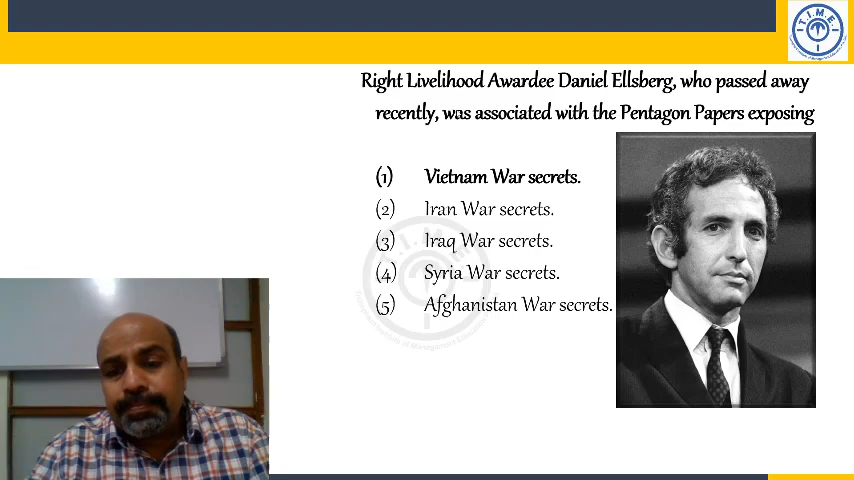 T.I.M.E.
Right Livelihood Awardee Daniel Ellsberg, who passed away
recently, was associated with the Pentagon Papers exposing
(1) Vietnam War secrets.
(2) Iran War secrets.
(3) Iraq War secrets.
(4) Syria War secrets.
(5) Afghanistan War secrets.
T.I.M.E.